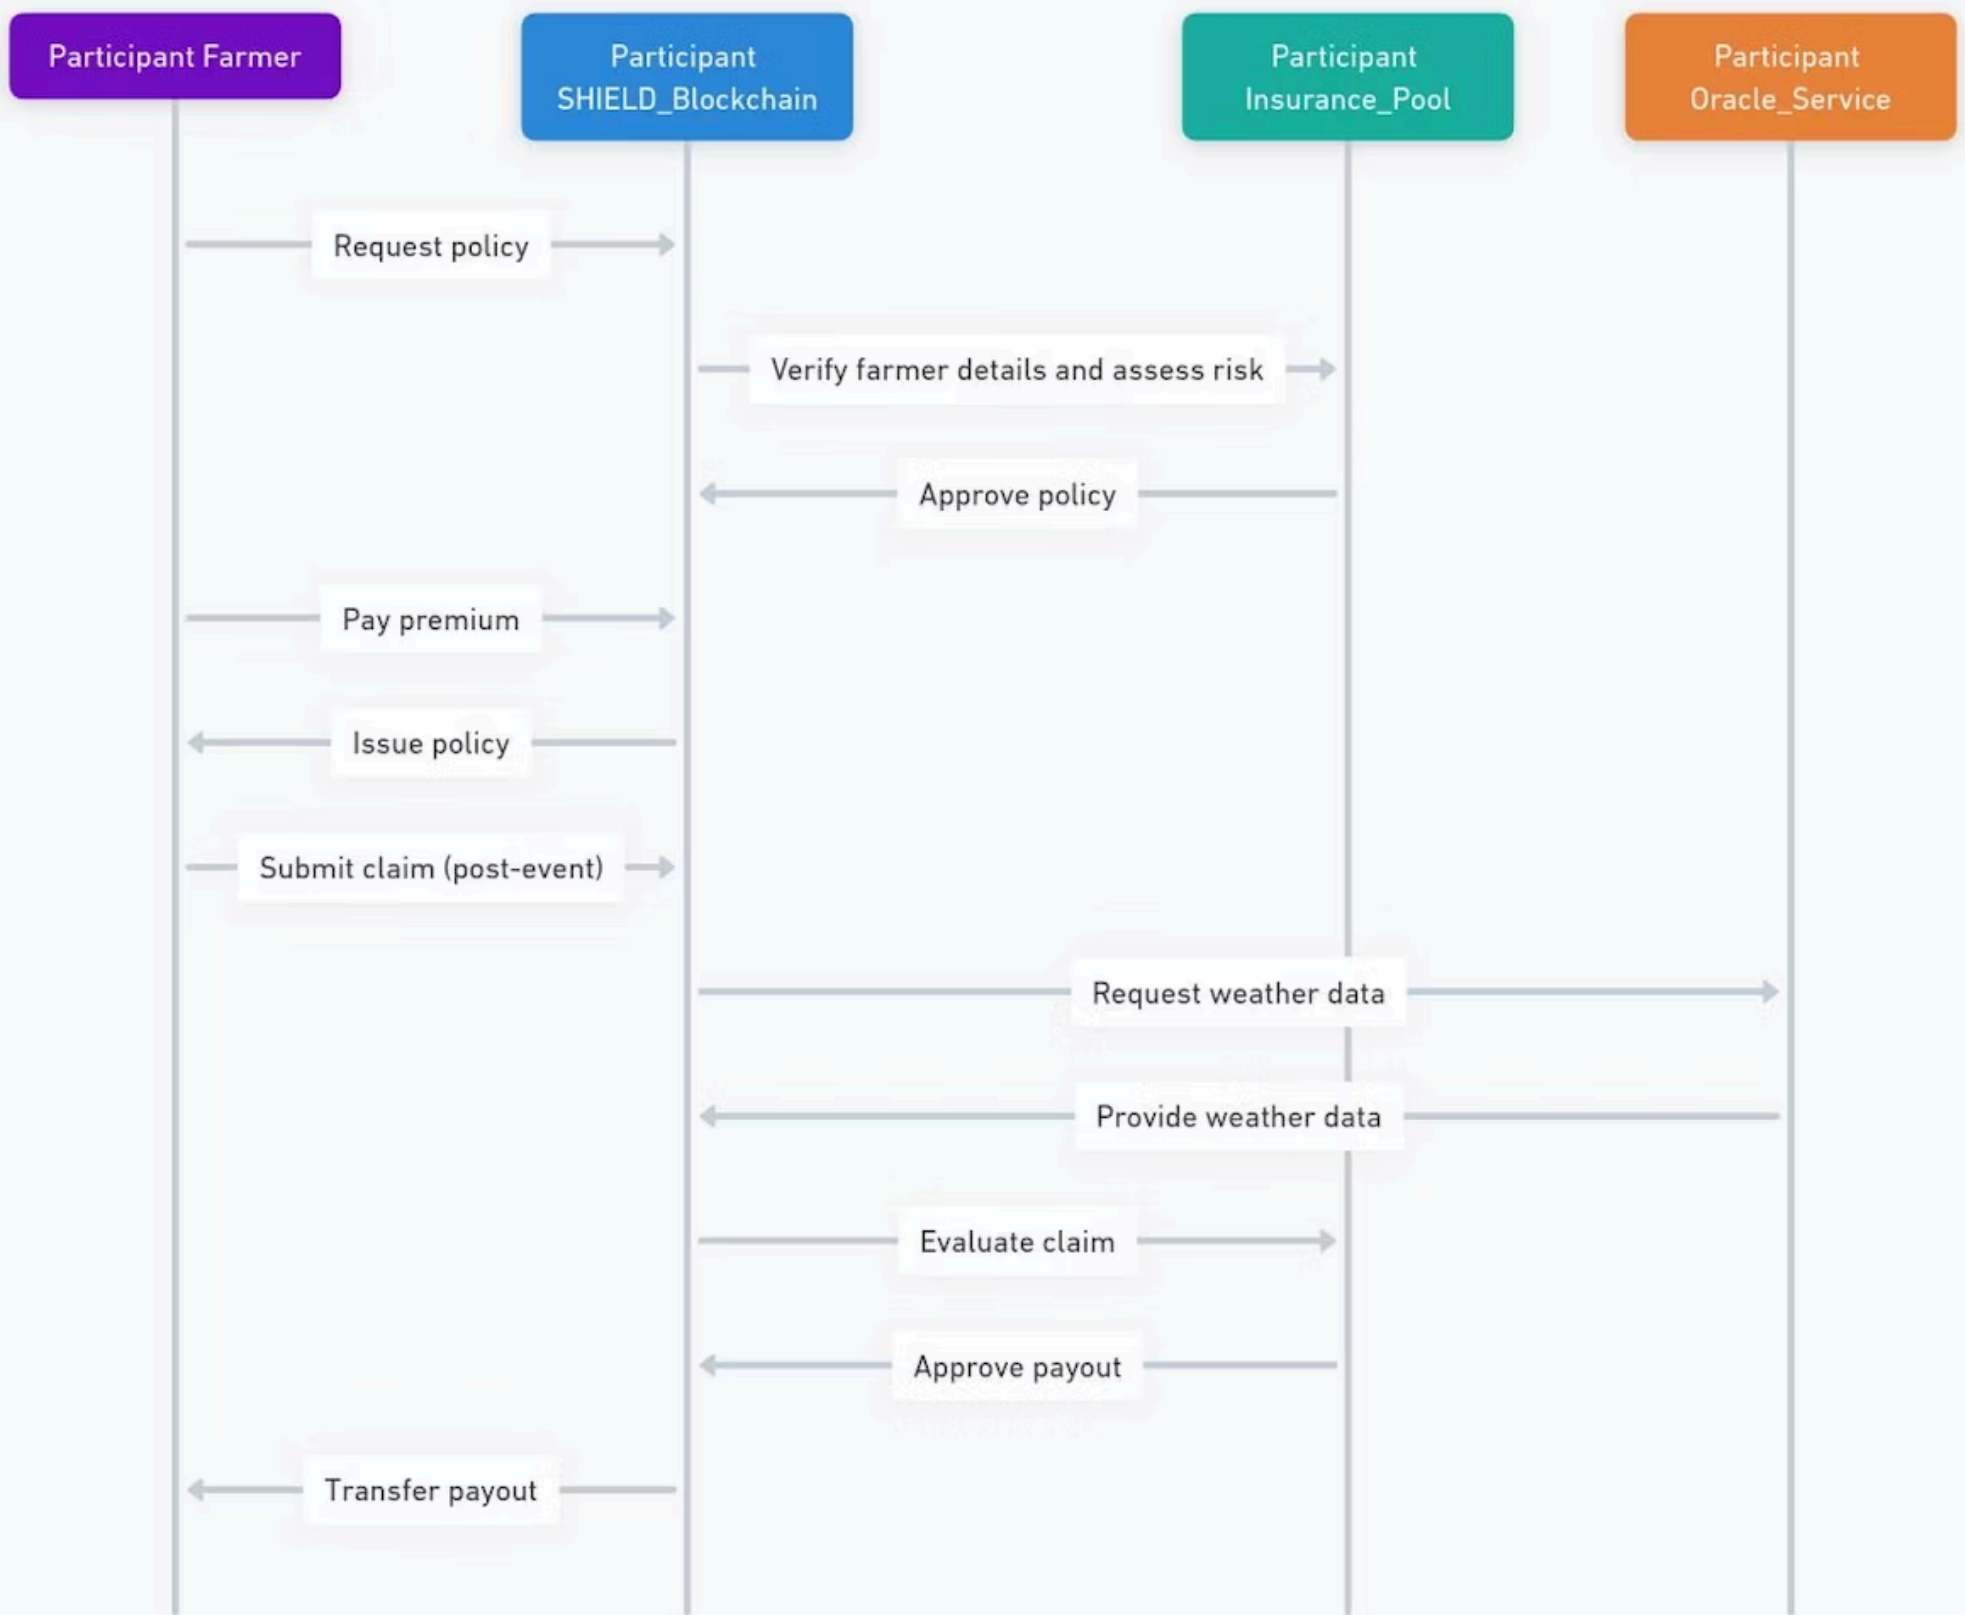 Participant Farmer
Participant
SHIELD_Blockchain
Participant
Insurance_Pool
Participant
Oracle_Service
Request policy
Verify farmer details and assess risk
Approve policy
Pay premium
Issue policy
Submit claim (post-event)
Request weather data
Provide weather data
Evaluate claim
Approve payout
Transfer payout